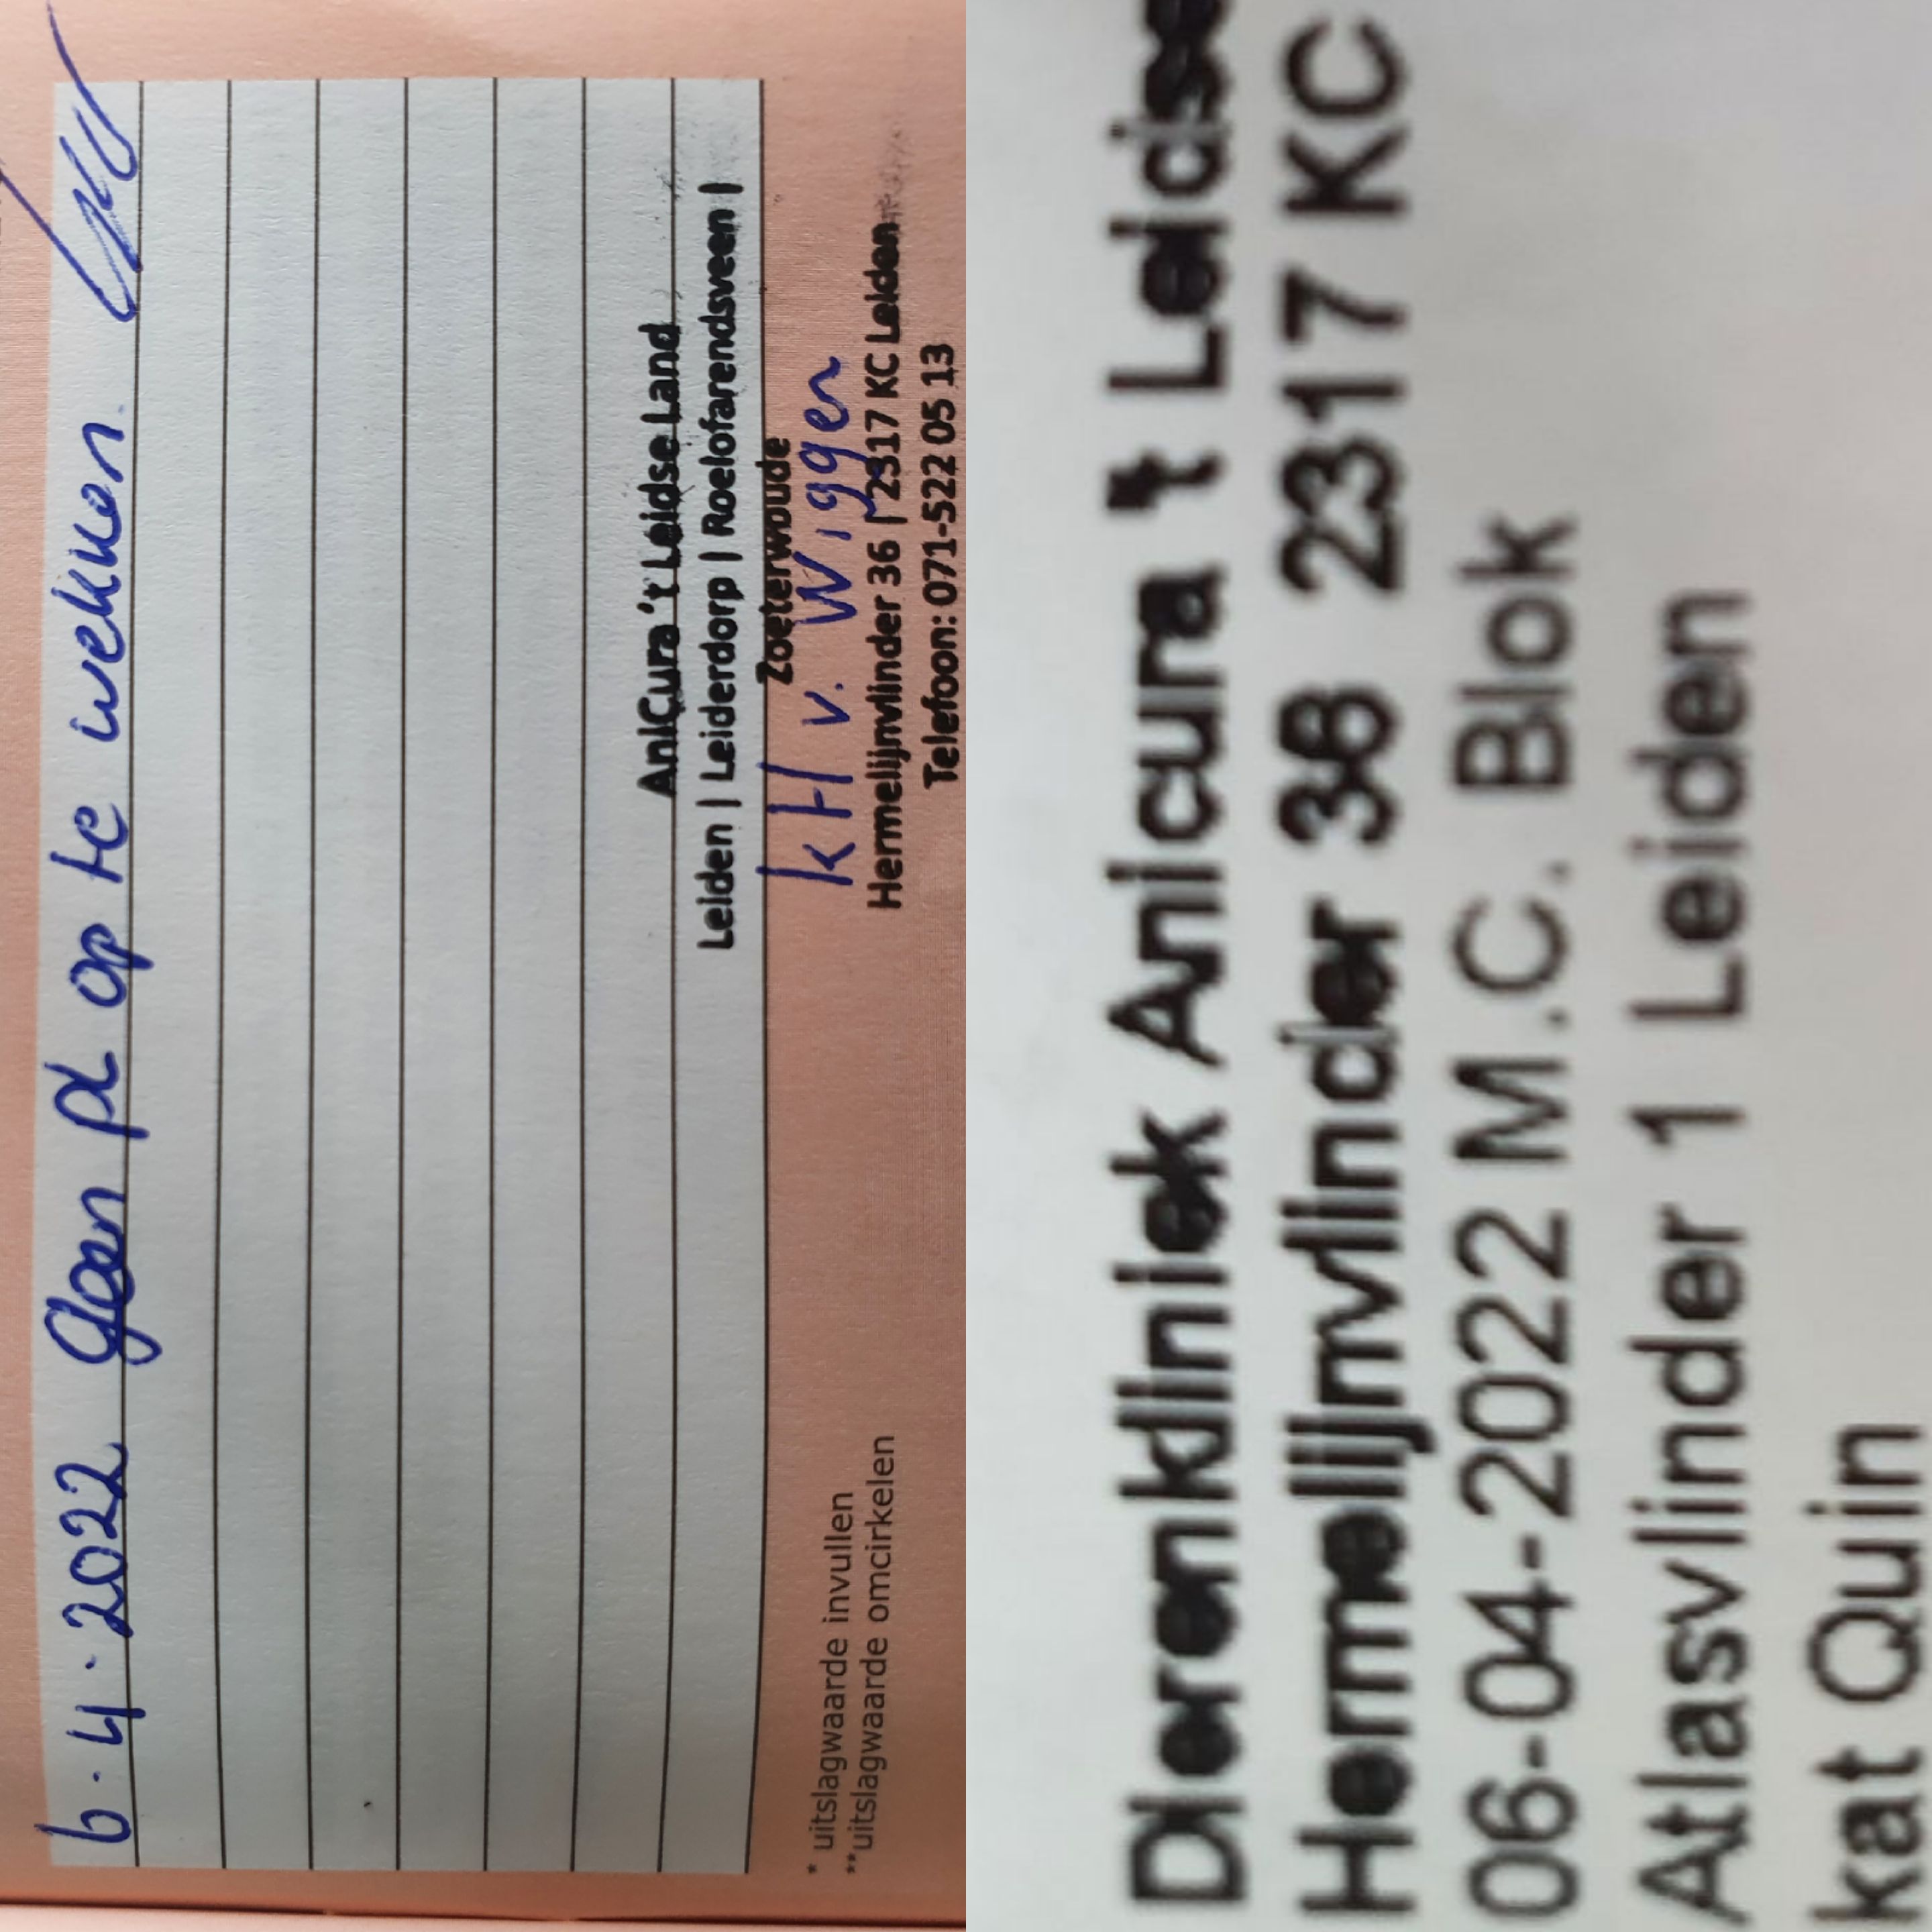 6-4-2022 Geen pL op te wekken.
AniCura 't Leidse Land
Leiden | Leiderdorp | Roelofarendsveen |
Zoeterwoude
KH v. Wiggen
Hermelijnvlinder 36 | 2317 KC Leiden
Telefoon: 071-522 05 13
* uitslagwaarde invullen
**uitslagwaarde omcirkelen
Dierenkliniek Anicura 't Leidse
Hermelijnvlinder 36 2317 KC
06-04-2022 M.C. Blok
Atlasvlinder 1 Leiden
kat Quin